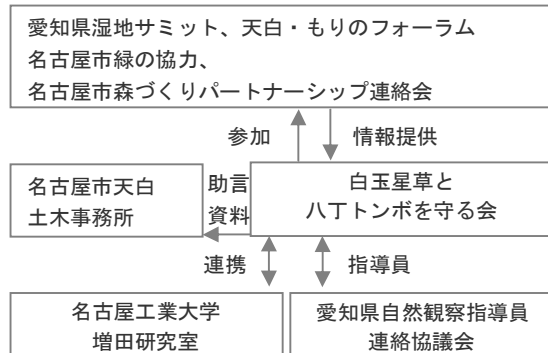 愛知県湿地サミット、天白・もりのフォーラム
名古屋市緑の協力、
名古屋市森づくりパートナーシップ連絡会
参加
情報提供
名古屋市天白
土木事務所
助言
資料
白玉星草と
八丁トンボを守る会
連携
指導員
名古屋工業大学
増田研究室
愛知県自然観察指導員
連絡協議会